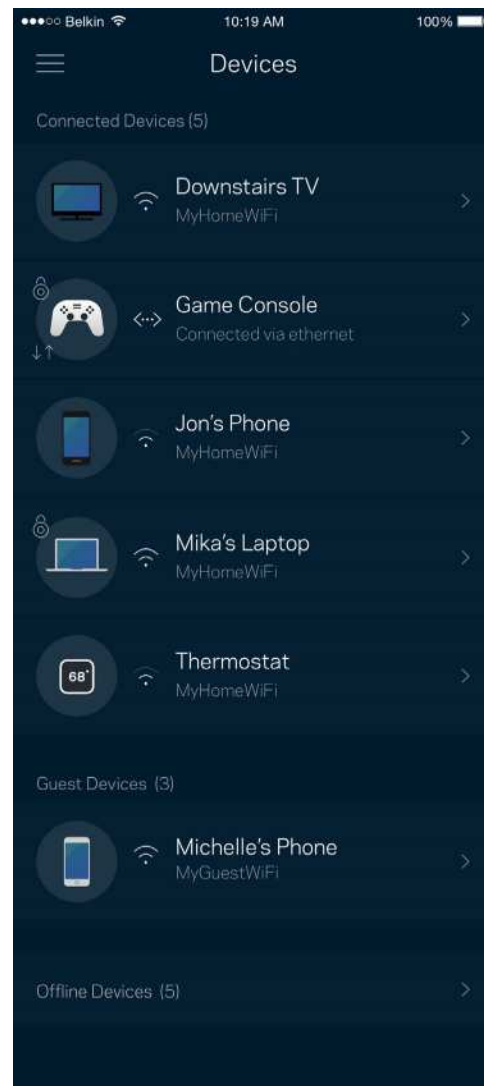 Belkin 10:19 AM 100%
Devices
Connected Devices (5)
Downstairs TV
MyHomeWiFi
Game Console
Connected via ethernet
Jon's Phone
MyHomeWiFi
Mika's Laptop
MyHomeWiFi
68°
Thermostat
MyHomeWiFi
Guest Devices (3)
Michelle's Phone
MyGuestWiFi
Offline Devices (5)